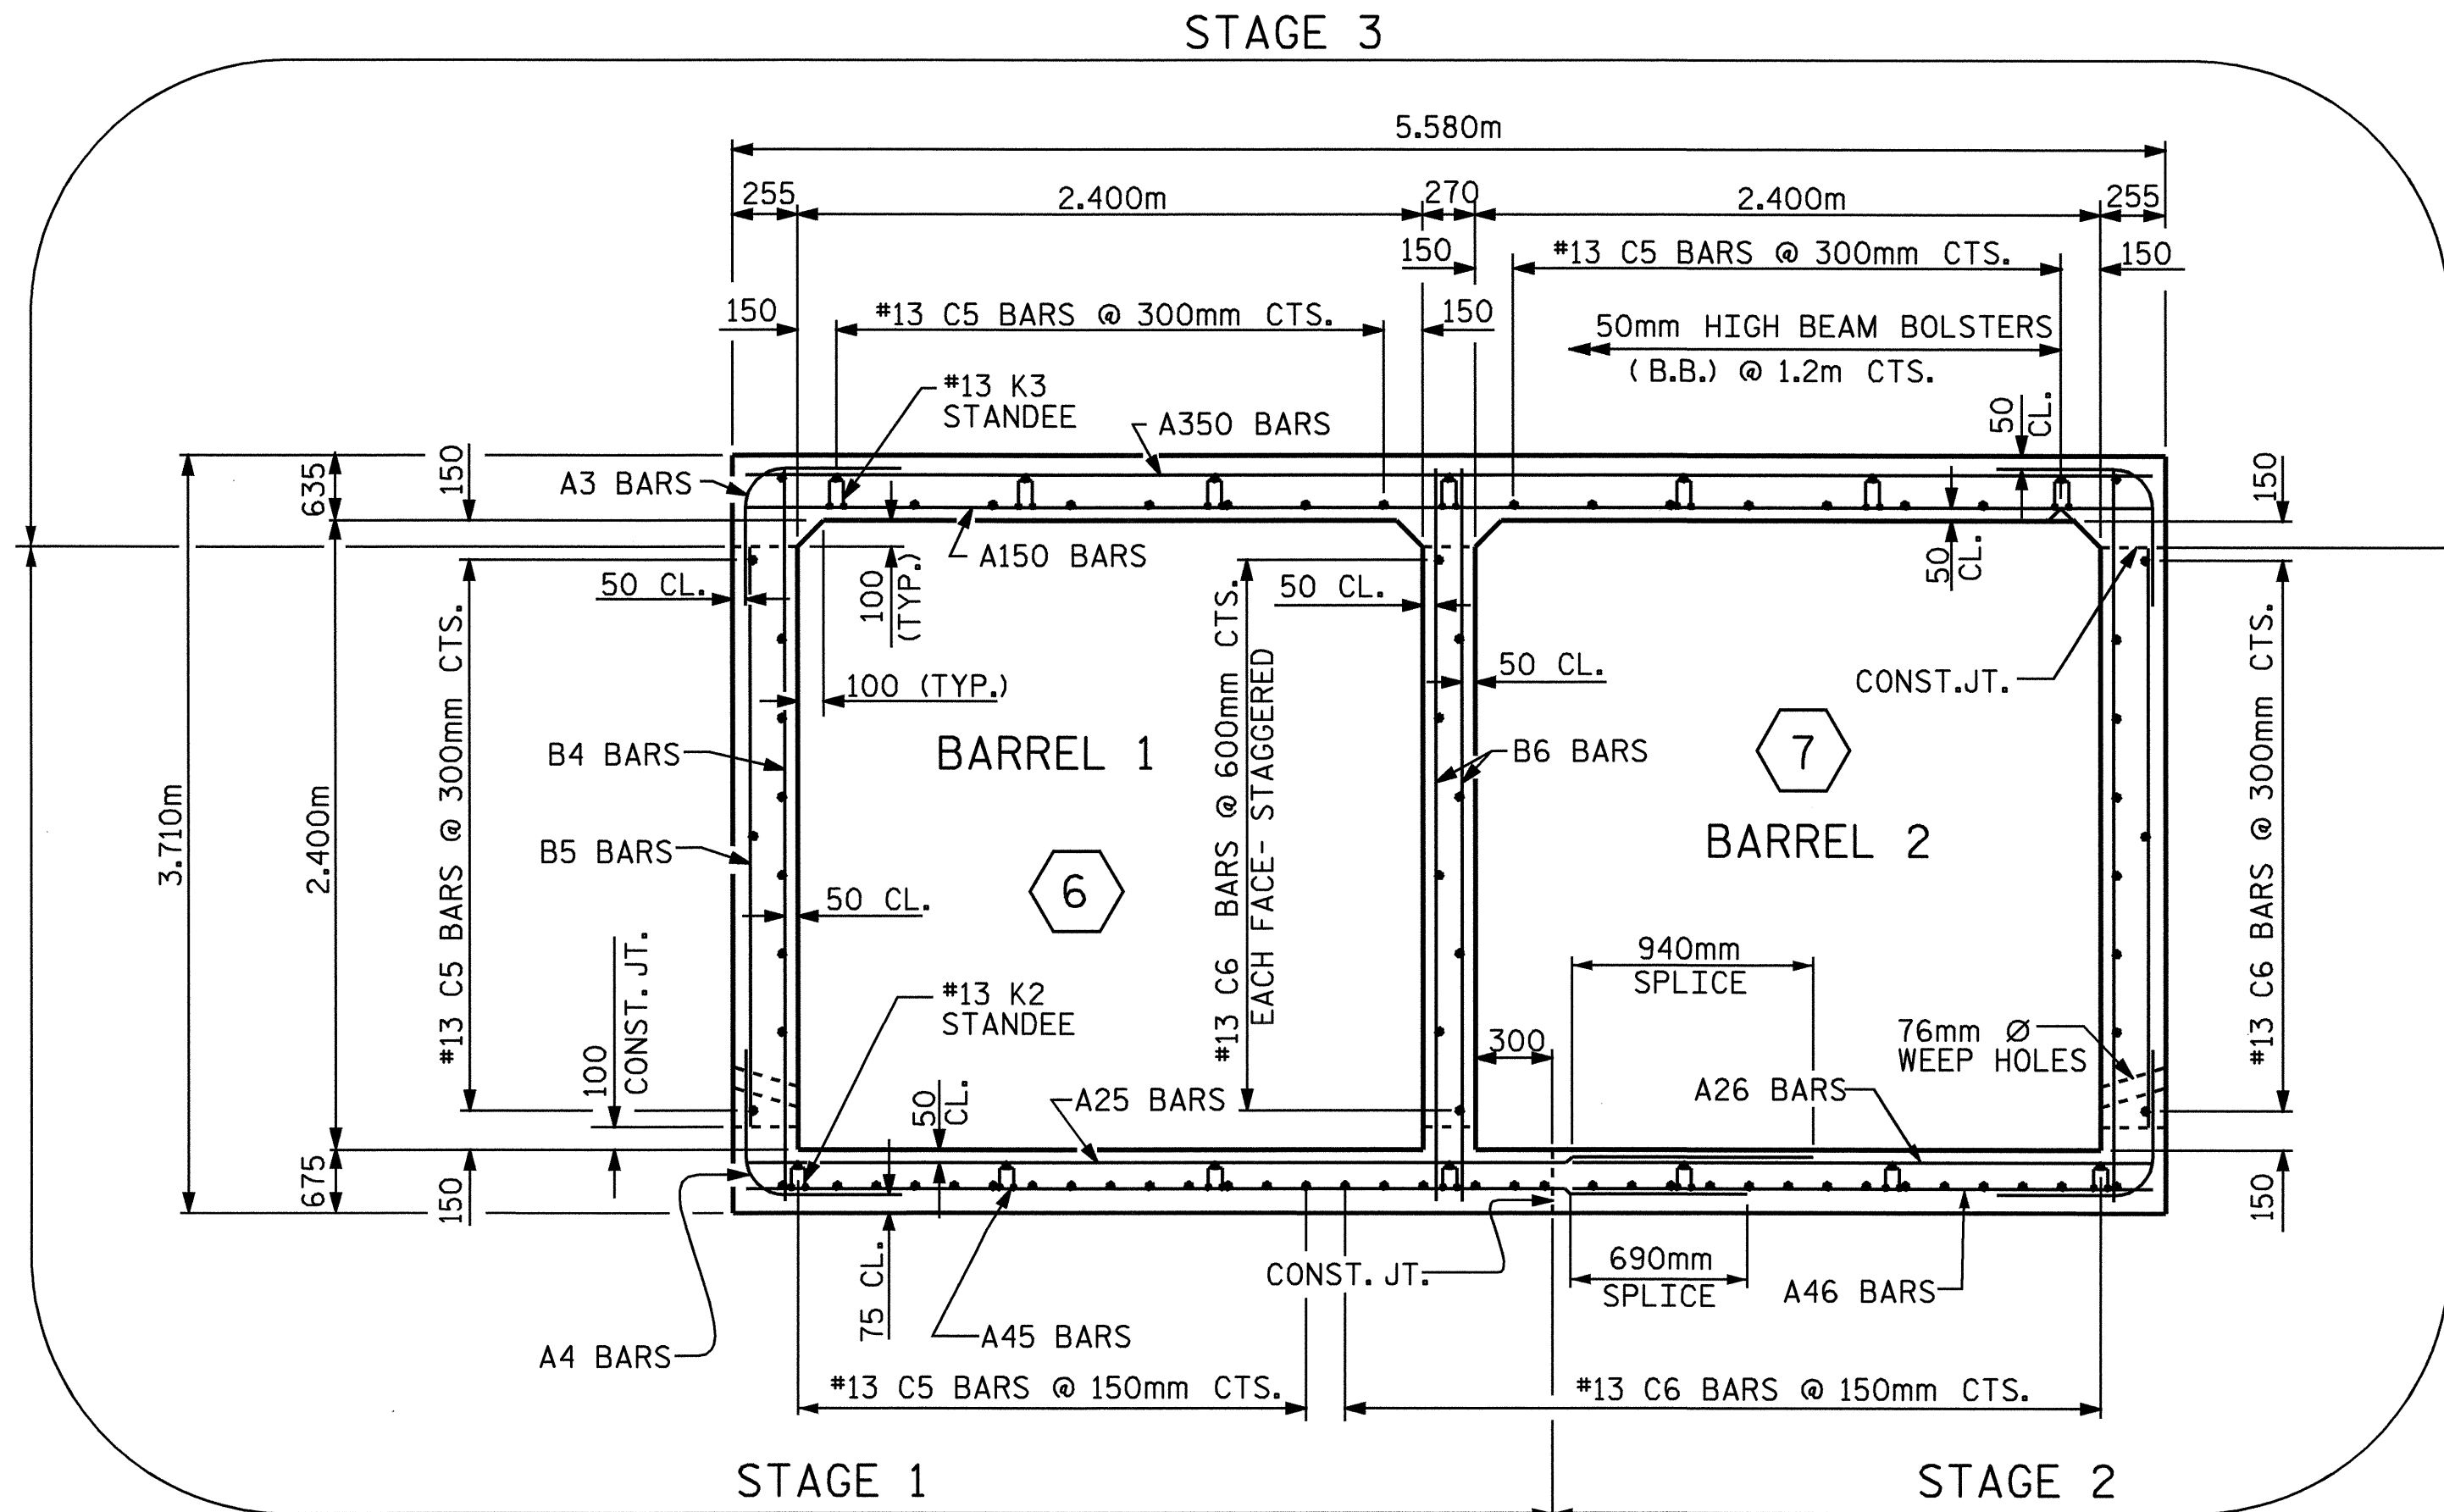 STAGE 3
5.580m
255
2.400m
270
2.400m
255
150
#13 C5 BARS @ 300mm CTS.
150
150
#13 C5 BARS @ 300mm CTS.
150
50mm HIGH BEAM BOLSTERS
(B.B.) @ 1.2m CTS.
#13 K3
STANDEE
A350 BARS
50
CL.
A3 BARS
635
150
150
A150 BARS
50 CL.
100
(TYP.)
50 CL.
50
CL.
100 (TYP.)
50 CL.
CONST.JT.
#13 C5 BARS @ 300mm CTS.
#13 C6 BARS @ 600mm CTS.
EACH FACE- STAGGERED
#13 C6 BARS @ 300mm CTS.
B4 BARS
BARREL 1
B6 BARS
7
3.710m
2.400m
B5 BARS
BARREL 2
6
50 CL.
940mm
SPLICE
100
CONST. JT.
#13 K2
STANDEE
300
76mm Ø
WEEP HOLES
50
CL.
A25 BARS
A26 BARS
675
150
150
75 CL.
CONST. JT.
690mm
SPLICE
A46 BARS
A4 BARS
A45 BARS
#13 C5 BARS @ 150mm CTS.
#13 C6 BARS @ 150mm CTS.
STAGE 1
STAGE 2